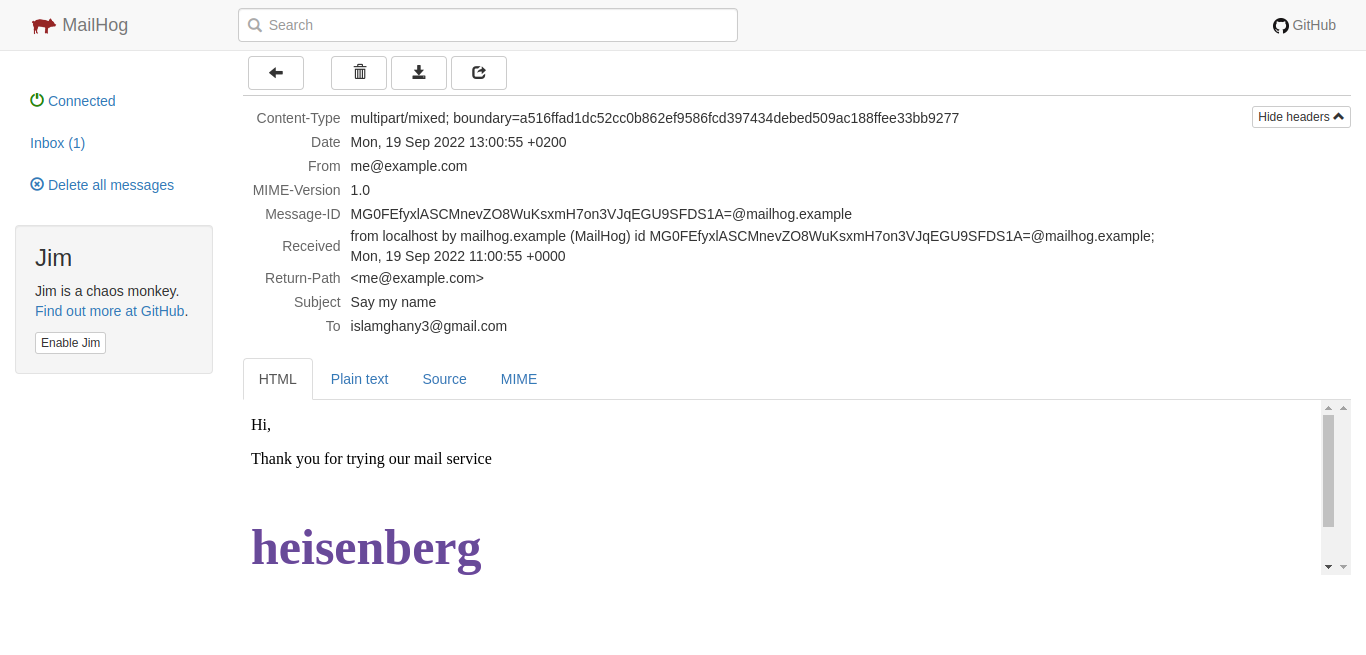 MailHog
Search
GitHub
Connected
Inbox (1)
Delete all messages
Jim
Jim is a chaos monkey.
Find out more at GitHub.
Enable Jim
Content-Type multipart/mixed; boundary=a516ffad1dc52cc0b862ef9586fcd397434debed509ac188ffee33bb9277
Hide headers
Date Mon, 19 Sep 2022 13:00:55 +0200
From me@example.com
MIME-Version 1.0
Message-ID MG0FEfyxlASCMnevZO8WuKsxmH7on3VJqEGU9SFDS1A=@mailhog.example
Received from localhost by mailhog.example (MailHog) id MG0FEfyxlASCMnevZO8WuKsxmH7on3VJqEGU9SFDS1A=@mailhog.example;
Mon, 19 Sep 2022 11:00:55 +0000
Return-Path <me@example.com>
Subject Say my name
To islamghany3@gmail.com
HTML Plain text Source MIME
Hi,
Thank you for trying our mail service
heisenberg